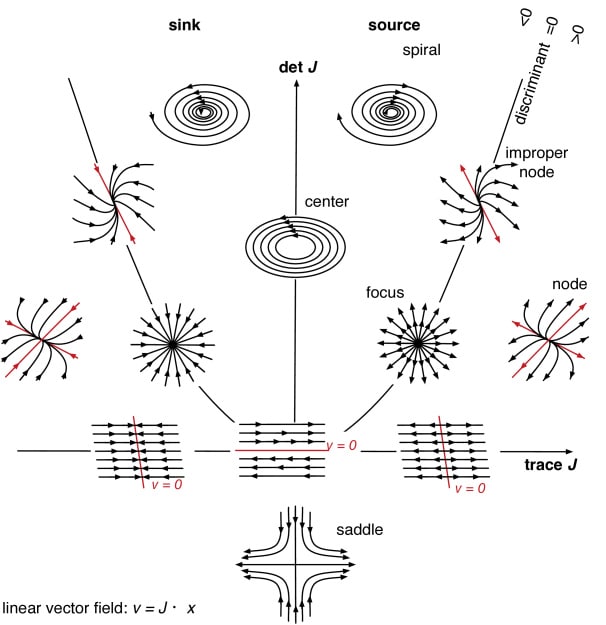 sink
source
<0
=0
>0
discriminant
spiral
det J
improper
node
center
focus
node
v = 0
v = 0
v = 0
trace J
saddle
linear vector field: v = J · x